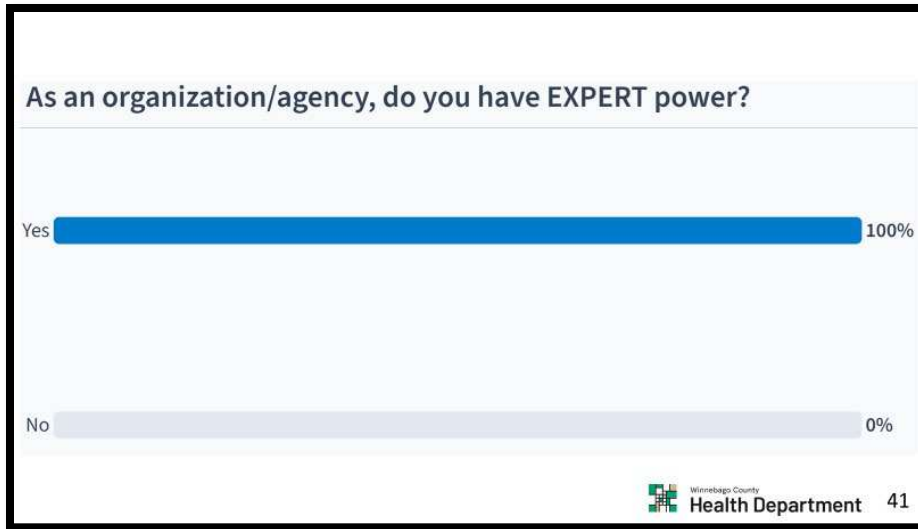 As an organization/agency, do you have EXPERT power?
Yes 100%
No 0%
Winnebago County
Health Department 41